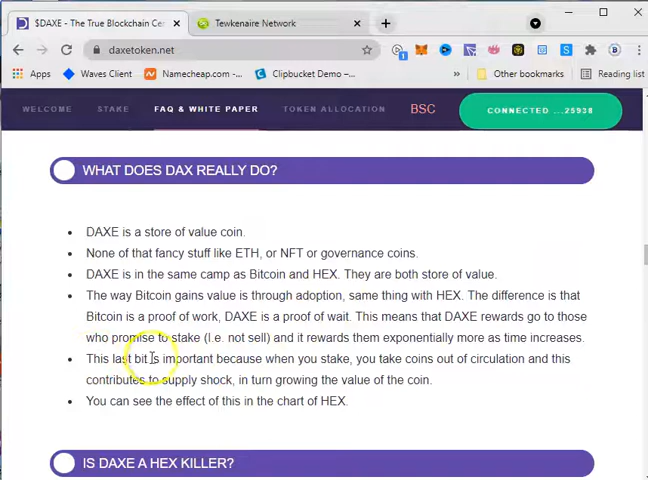 $DAXE - The True Blockchain Cer
Tewkenaire Network
daxetoken.net
Apps
Waves Client
Namecheap.com -...
Clipbucket Demo –...
»
Other bookmarks
Reading list
WELCOME
STAKE
FAQ & WHITE PAPER
TOKEN ALLOCATION
BSC
CONNECTED ...25938
WHAT DOES DAX REALLY DO?
• DAXE is a store of value coin.
• None of that fancy stuff like ETH, or NFT or governance coins.
• DAXE is in the same camp as Bitcoin and HEX. They are both store of value.
• The way Bitcoin gains value is through adoption, same thing with HEX. The difference is that
Bitcoin is a proof of work, DAXE is a proof of wait. This means that DAXE rewards go to those
who promise to stake (I.e. not sell) and it rewards them exponentially more as time increases.
• This last bit is important because when you stake, you take coins out of circulation and this
contributes to supply shock, in turn growing the value of the coin.
• You can see the effect of this in the chart of HEX.
IS DAXE A HEX KILLER?